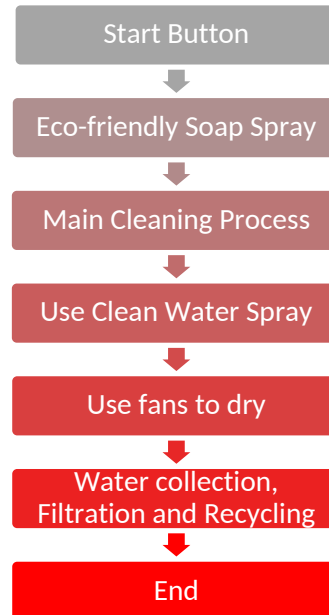 Start Button
Eco-friendly Soap Spray
Main Cleaning Process
Use Clean Water Spray
Use fans to dry
Water collection,
Filtration and Recycling
End